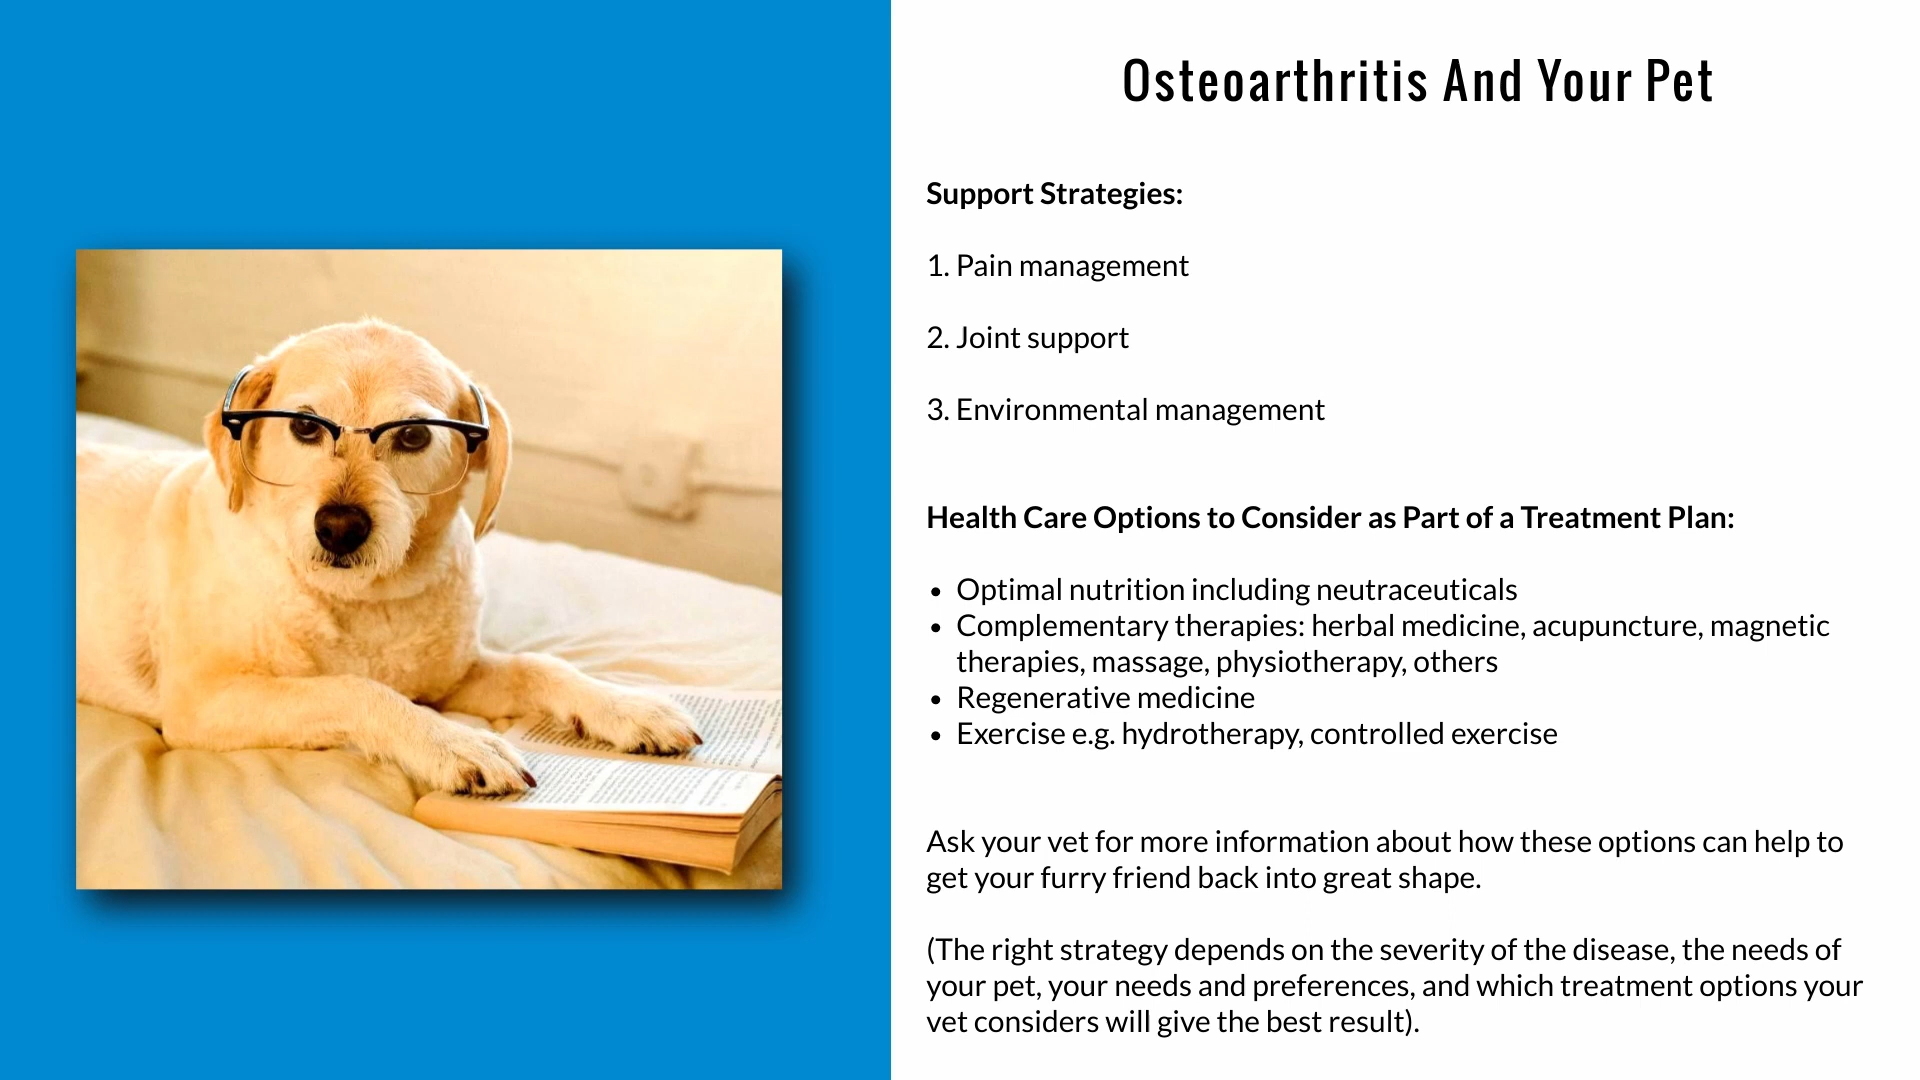 Osteoarthritis And Your Pet
Support Strategies:
1. Pain management
2. Joint support
3. Environmental management
Health Care Options to Consider as Part of a Treatment Plan:
• Optimal nutrition including neutraceuticals
• Complementary therapies: herbal medicine, acupuncture, magnetic
therapies, massage, physiotherapy, others
• Regenerative medicine
• Exercise e.g. hydrotherapy, controlled exercise
Ask your vet for more information about how these options can help to
get your furry friend back into great shape.
(The right strategy depends on the severity of the disease, the needs of
your pet, your needs and preferences, and which treatment options your
vet considers will give the best result).